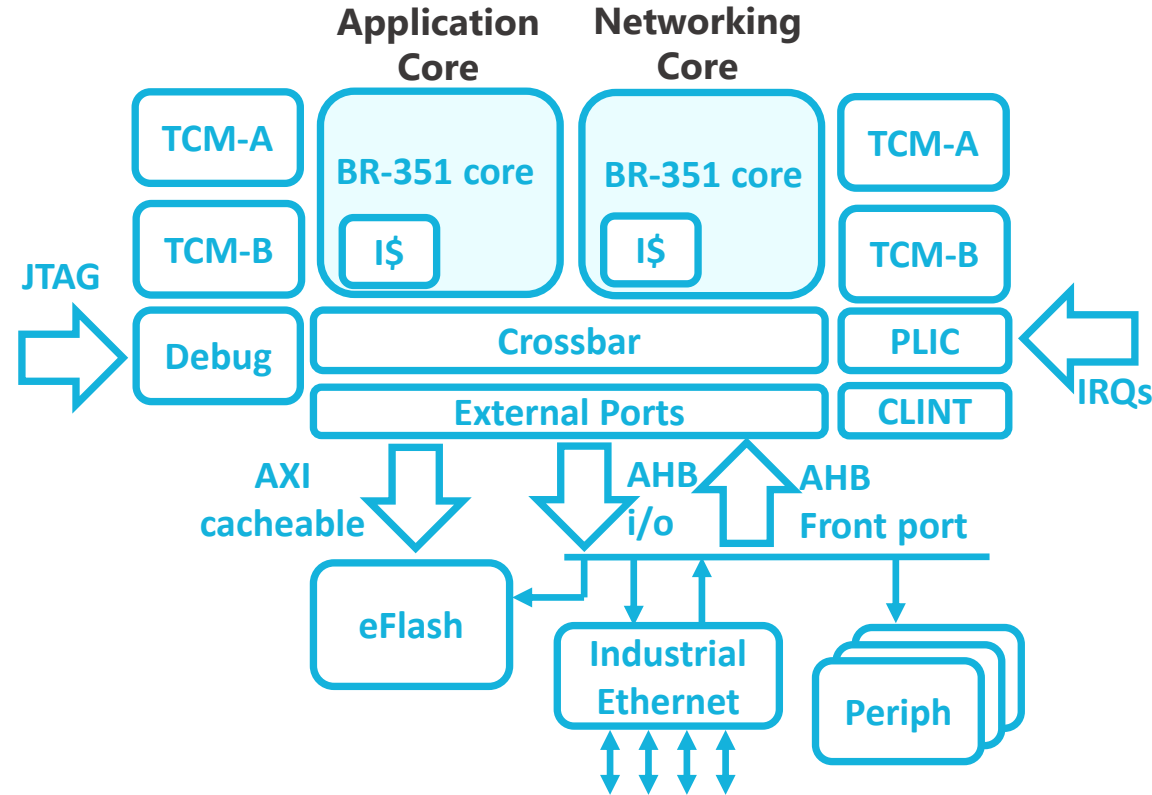 Application
Core
Networking
Core
TCM-A
BR-351 core
BR-351 core
TCM-A
TCM-B
I$
I$
TCM-B
JTAG
Debug
Crossbar
PLIC
IRQs
External Ports
CLINT
AXI
cacheable
AHB
i/o
AHB
Front port
eFlash
Industrial
Ethernet
Periph